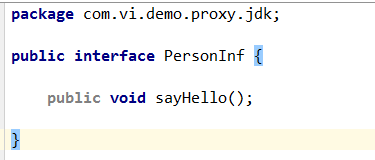 package com.vi.demo.proxy.jdk;
public interface PersonInf {
public void sayHello();
}